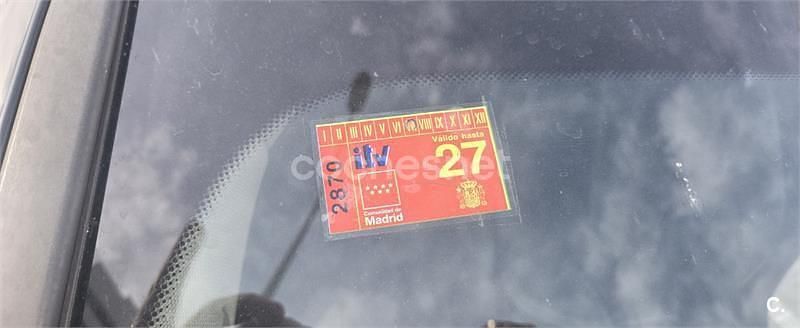 I II III IV V VI VII VIII IX X XI XII
itv
Válido hasta
27
2870
Comunidad de
Madrid
coches.net
C.